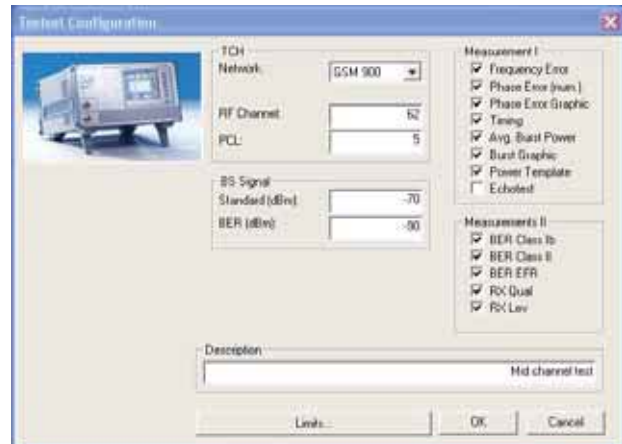 Testset Configuration
TCH
Network:
GSM 900
RF Channel:
62
PCL:
5
BS Signal
Standard (dBm):
-70
BER (dBm):
-90
Measurement I
Frequency Error
Phase Error (num.)
Phase Error Graphic
Timing
Avg. Burst Power
Burst Graphic
Power Template
Echotest
Measurements II
BER Class Ib
BER Class II
BER EFR
RX Qual
RX Lev
Description
Mid channel test
Limits...
OK
Cancel